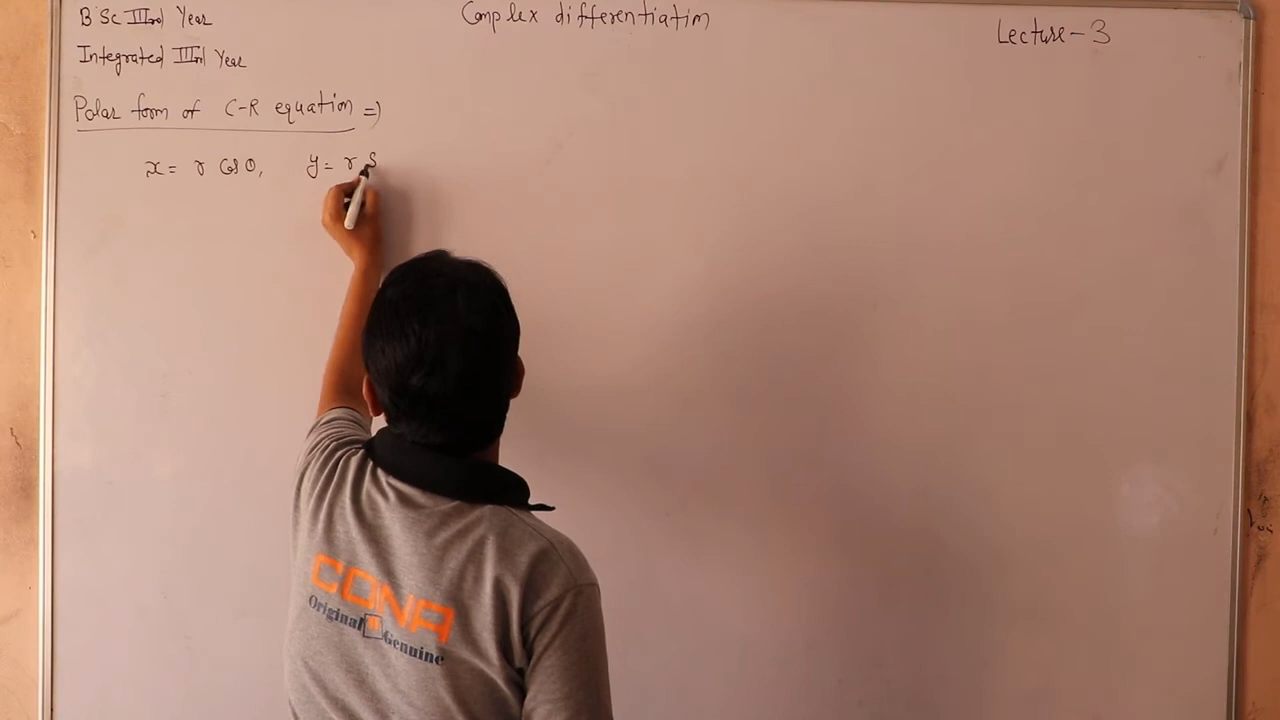 B Sc IIIrd Year
Complex differentiation
Lecture - 3
Integrated IIIrd Year
Polar form of C-R equation =)
x = r Cos θ, y = r S
CONA
Original Genuine